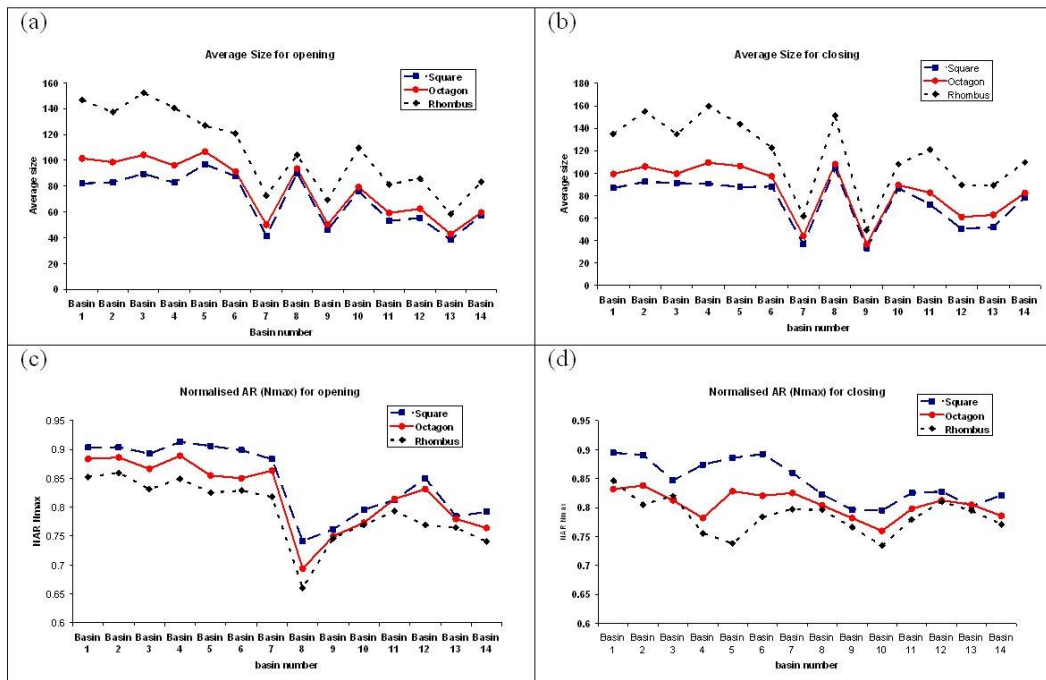 (a)
Average Size for opening
Square
Octagon
Rhombus
160
140
120
100
80
60
40
20
0
Average size
Basin Basin Basin Basin Basin Basin Basin Basin Basin Basin Basin Basin Basin Basin
1 2 3 4 5 6 7 8 9 10 11 12 13 14
Basin number
(b)
Average Size for closing
Square
Octagon
Rhombus
180
160
140
120
100
80
60
40
20
0
Average size
Basin Basin Basin Basin Basin Basin Basin Basin Basin Basin Basin Basin Basin Basin
1 2 3 4 5 6 7 8 9 10 11 12 13 14
basin number
(c)
Normalised AR (Nmax) for opening
Square
Octagon
Rhombus
0.95
0.9
0.85
0.8
0.75
0.7
0.65
0.6
NAR Nmax
Basin Basin Basin Basin Basin Basin Basin Basin Basin Basin Basin Basin Basin Basin
1 2 3 4 5 6 7 8 9 10 11 12 13 14
basin number
(d)
Normalised AR (Nmax) for closing
Square
Octagon
Rhombus
0.95
0.9
0.85
0.8
0.75
0.7
0.65
0.6
NAR Nmax
Basin Basin Basin Basin Basin Basin Basin Basin Basin Basin Basin Basin Basin Basin
1 2 3 4 5 6 7 8 9 10 11 12 13 14
basin number